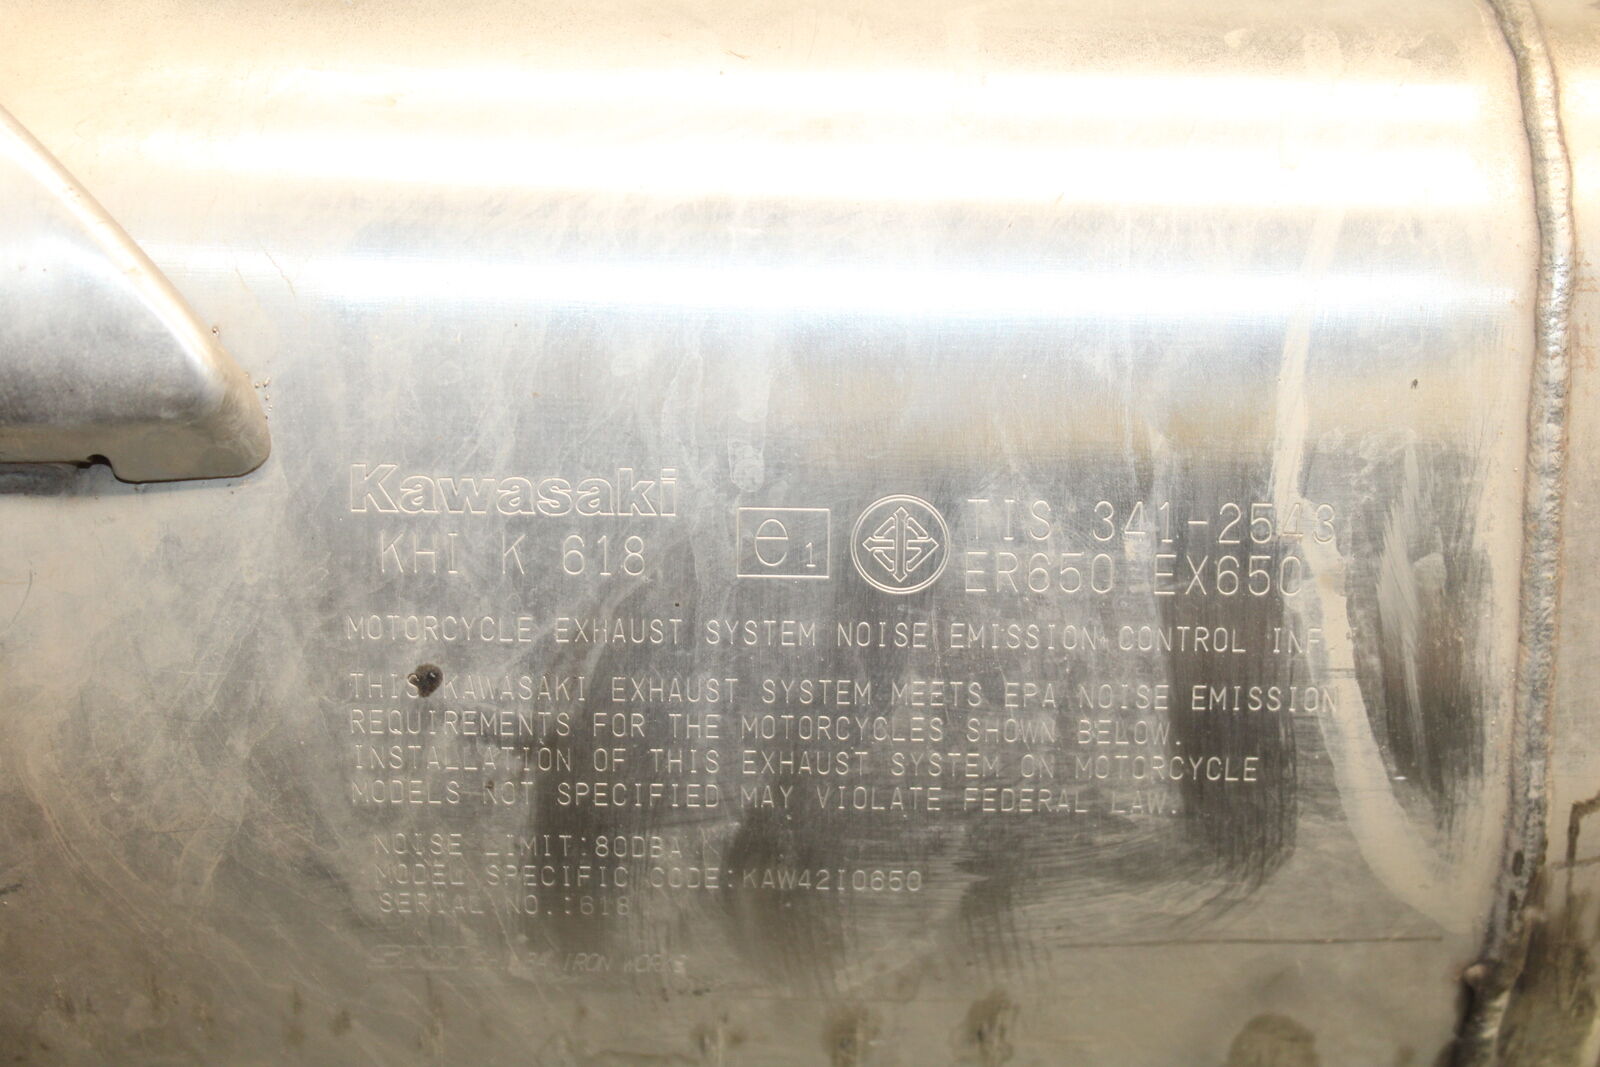 Kawasaki
KHI K 618
e1
TIS 341-2543
ER650 EX650
MOTORCYCLE EXHAUST SYSTEM NOISE EMISSION CONTROL INF
THIS KAWASAKI EXHAUST SYSTEM MEETS EPA NOISE EMISSION
REQUIREMENTS FOR THE MOTORCYCLES SHOWN BELOW.
INSTALLATION OF THIS EXHAUST SYSTEM ON MOTORCYCLE
MODELS NOT SPECIFIED MAY VIOLATE FEDERAL LAW.
NOISE LIMIT:80DBA
MODEL SPECIFIC CODE:KAW42I0650
SERIAL NO.:618
IRON WORKS